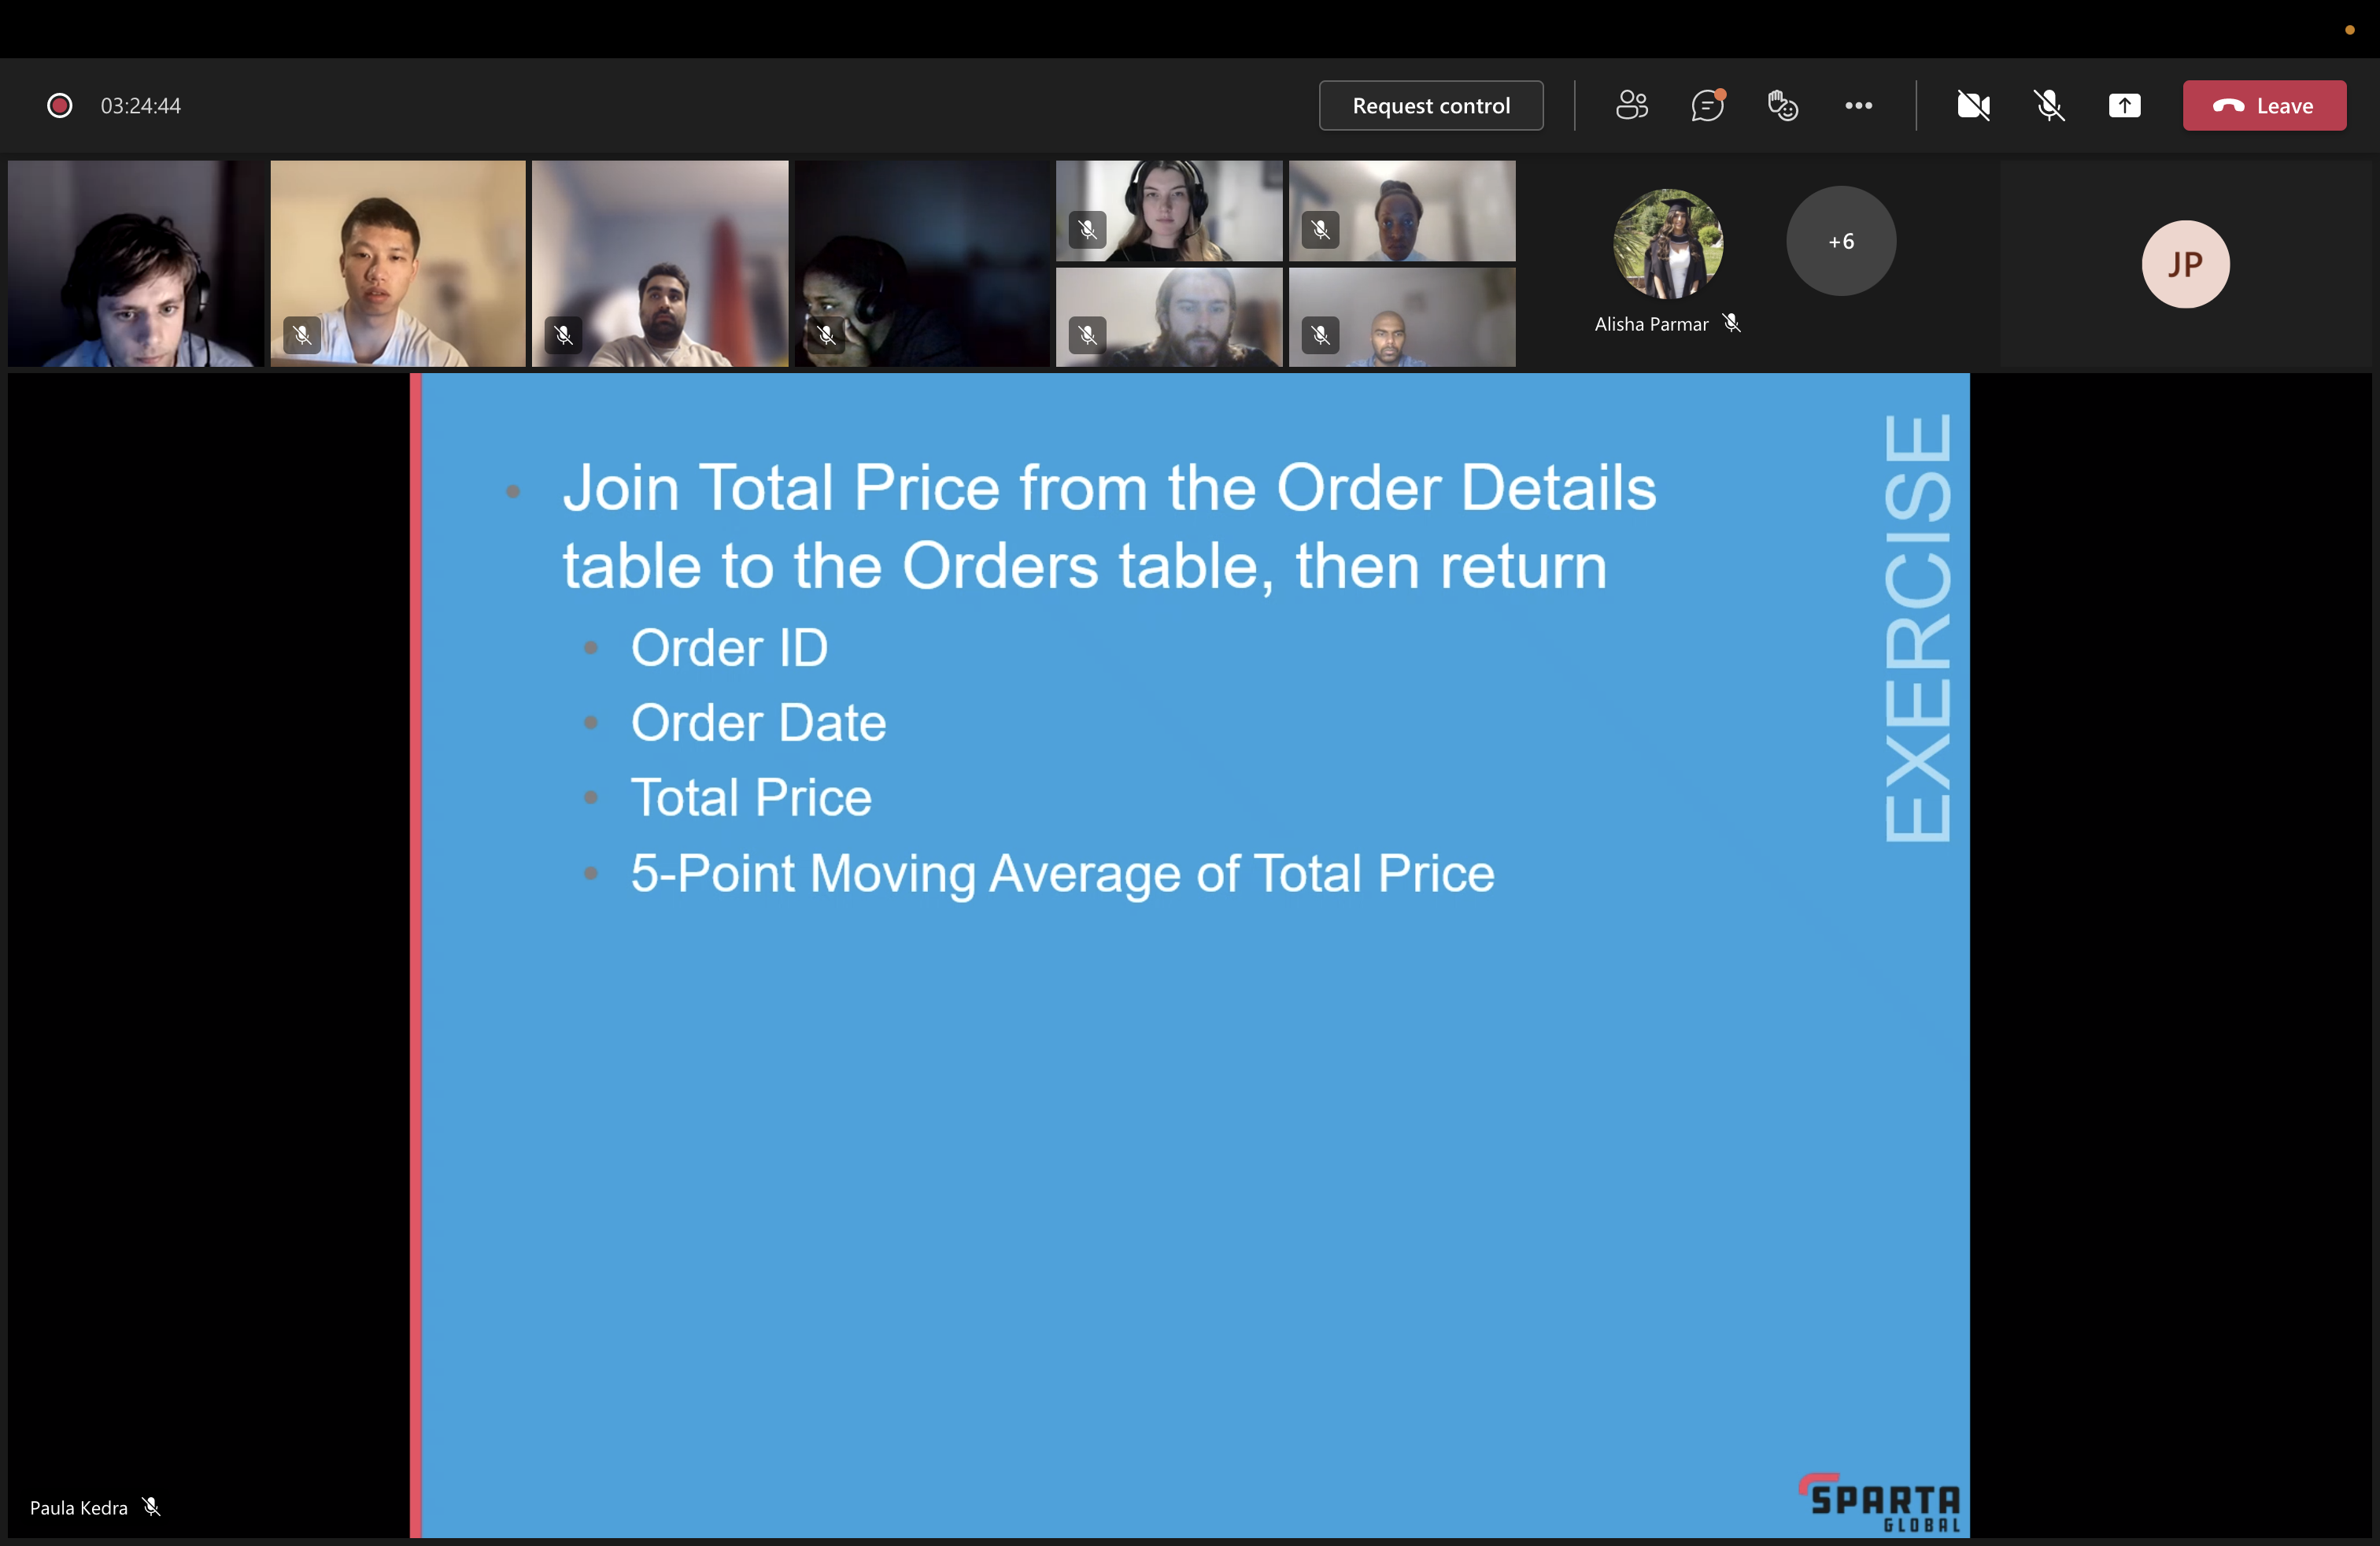 03:24:44
Request control
Leave
+6
JP
Alisha Parmar
EXERCISE
Join Total Price from the Order Details
table to the Orders table, then return
Order ID
Order Date
Total Price
5-Point Moving Average of Total Price
Paula Kedra
SPARTA
GLOBAL